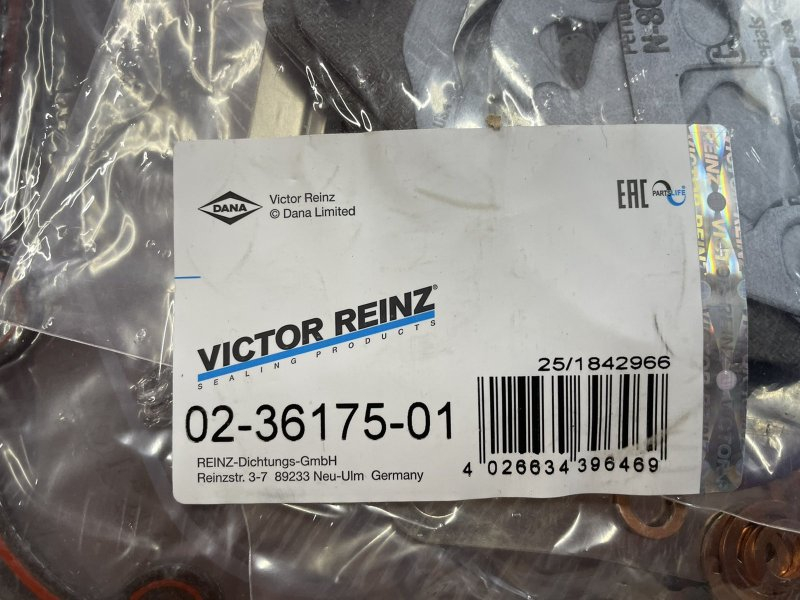 N-80
DANA
Victor Reinz
© Dana Limited
EAC
PARTSLIFE®
VICTOR REINZ®
SEALING PRODUCTS
25/1842966
02-36175-01
4 026634 396469
REINZ-Dichtungs-GmbH
Reinzstr. 3-7 89233 Neu-Ulm Germany